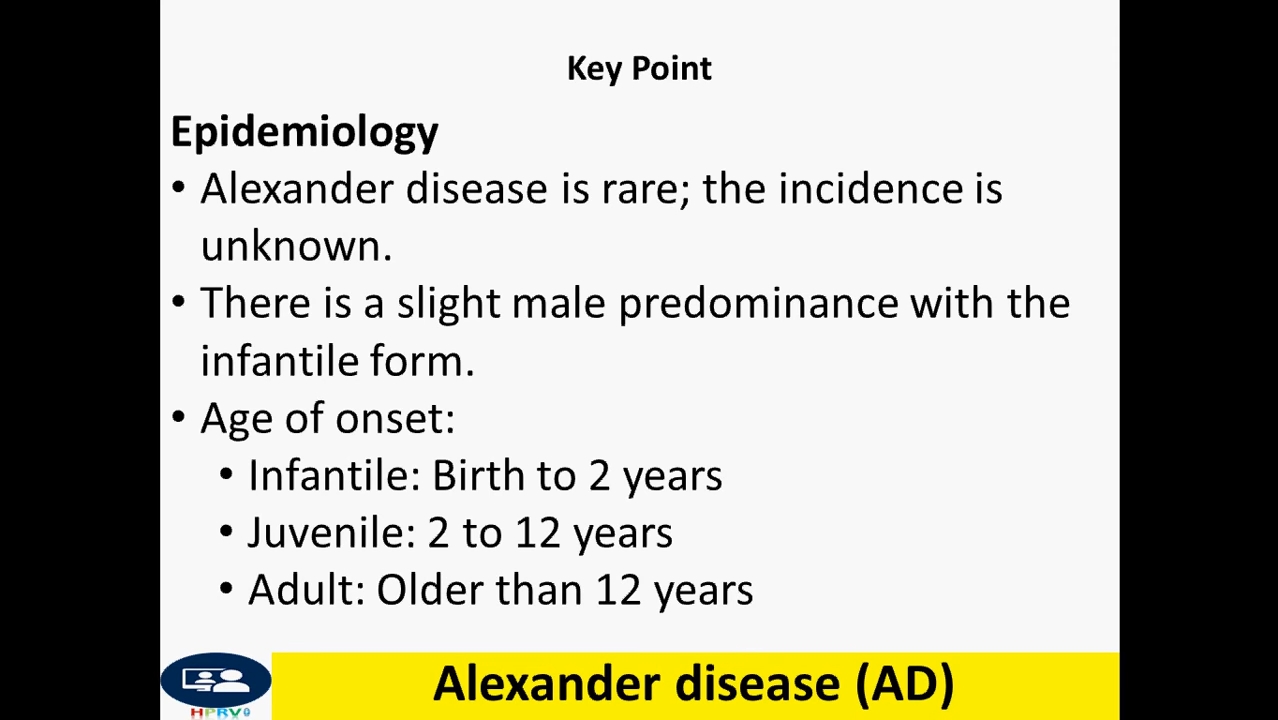 Key Point
Epidemiology
• Alexander disease is rare; the incidence is
unknown.
• There is a slight male predominance with the
infantile form.
• Age of onset:
• Infantile: Birth to 2 years
• Juvenile: 2 to 12 years
• Adult: Older than 12 years
Alexander disease (AD)